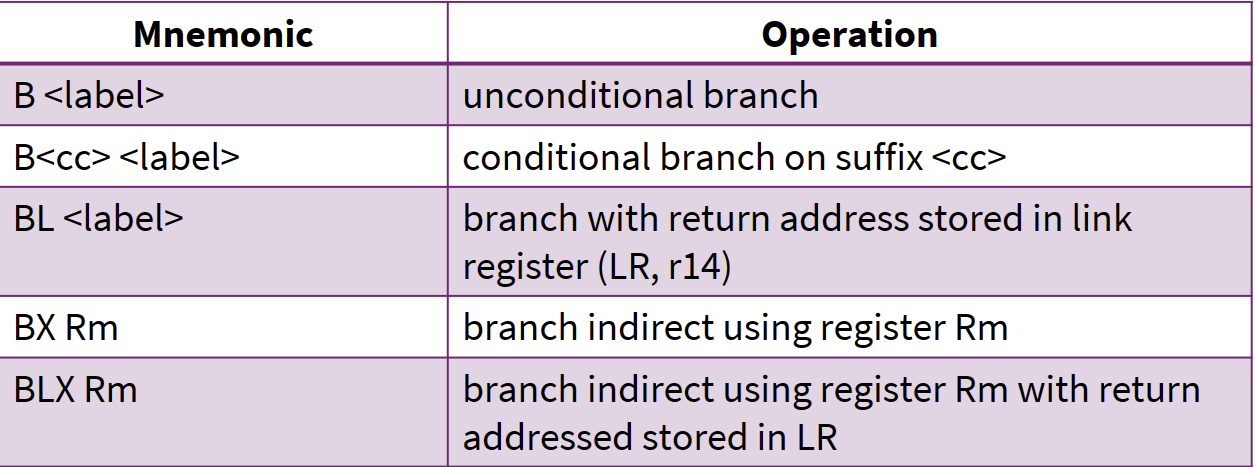 Mnemonic Operation
B <label> unconditional branch
B<cc> <label> conditional branch on suffix <cc>
BL <label> branch with return address stored in link
register (LR, r14)
BX Rm branch indirect using register Rm
BLX Rm branch indirect using register Rm with return
addressed stored in LR